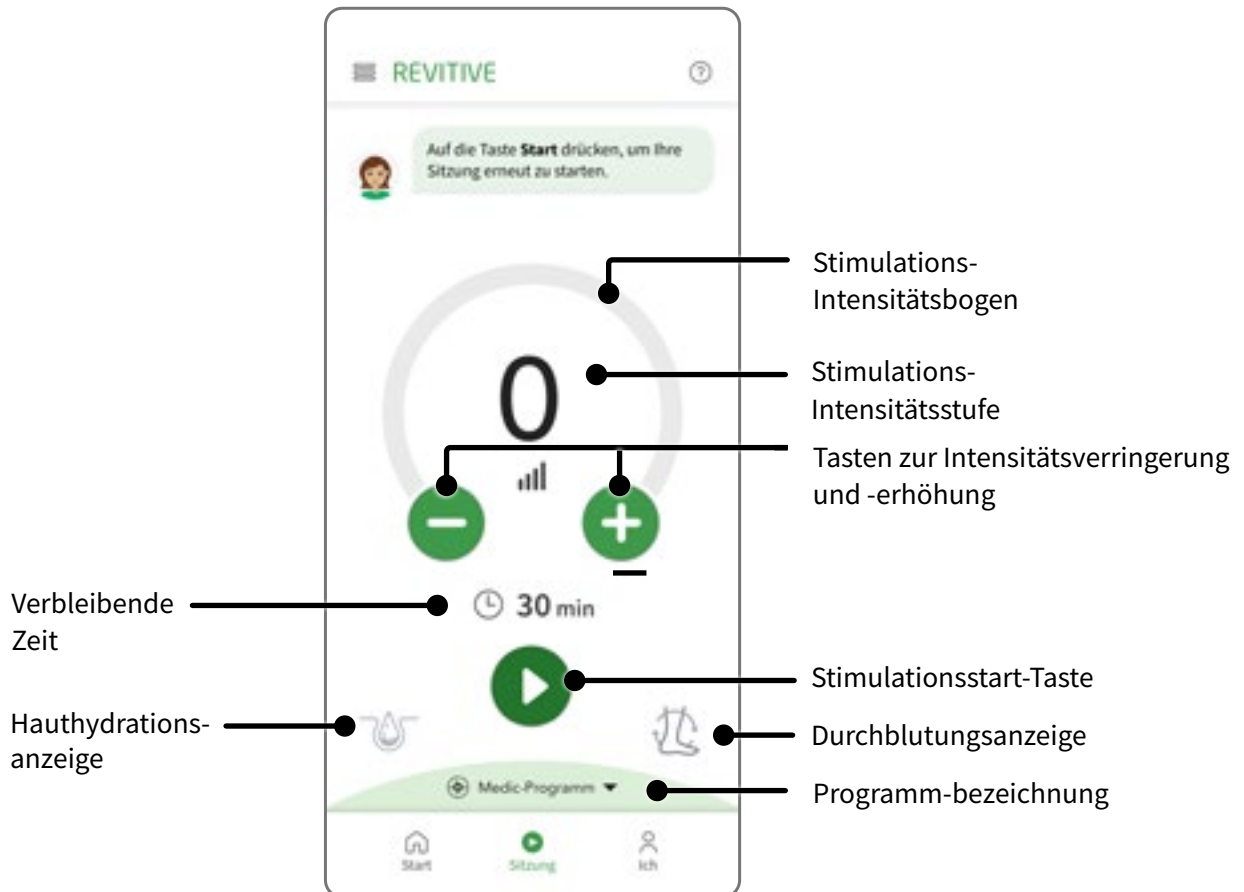 REVITIVE
Auf die Taste Start drücken, um Ihre
Sitzung erneut zu starten.
Stimulations-
Intensitätsbogen
0
Stimulations-
Intensitätsstufe
Tasten zur Intensitätsverringerung
und -erhöhung
Verbleibende
Zeit
30 min
Stimulationsstart-Taste
Hauthydrations-
anzeige
Durchblutungsanzeige
Medic-Programm
Programm-bezeichnung
Start
Sitzung
Ich